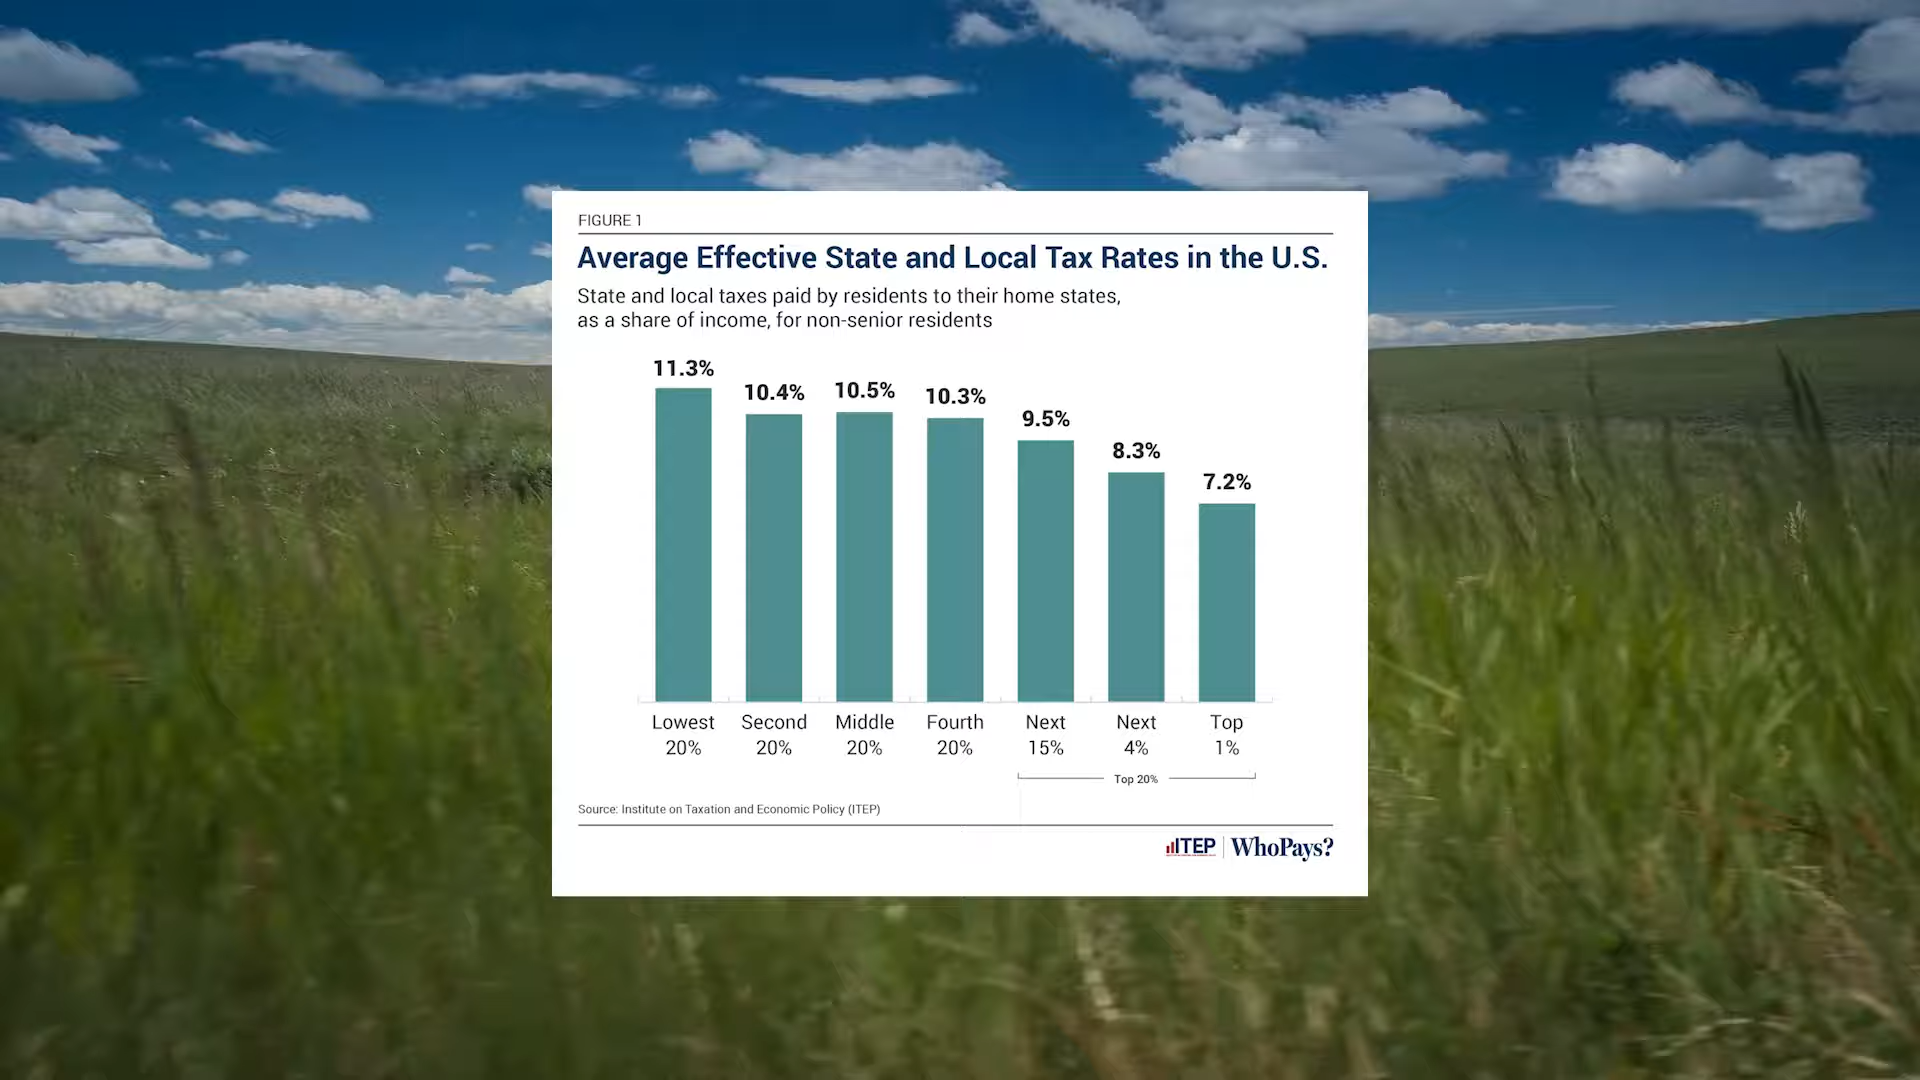 FIGURE 1
Average Effective State and Local Tax Rates in the U.S.
State and local taxes paid by residents to their home states,
as a share of income, for non-senior residents
11.3%
10.4%
10.5%
10.3%
9.5%
8.3%
7.2%
Lowest 20%
Second 20%
Middle 20%
Fourth 20%
Next 15%
Next 4%
Top 1%
Top 20%
Source: Institute on Taxation and Economic Policy (ITEP)
ITEP | WhoPays?